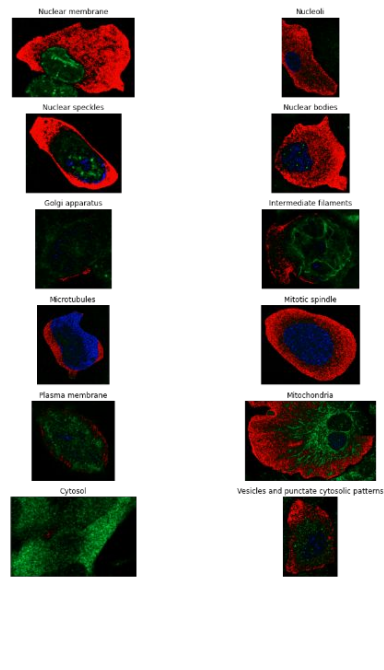 Nuclear membrane
Nucleoli
Nuclear speckles
Nuclear bodies
Golgi apparatus
Intermediate filaments
Microtubules
Mitotic spindle
Plasma membrane
Mitochondria
Cytosol
Vesicles and punctate cytosolic patterns